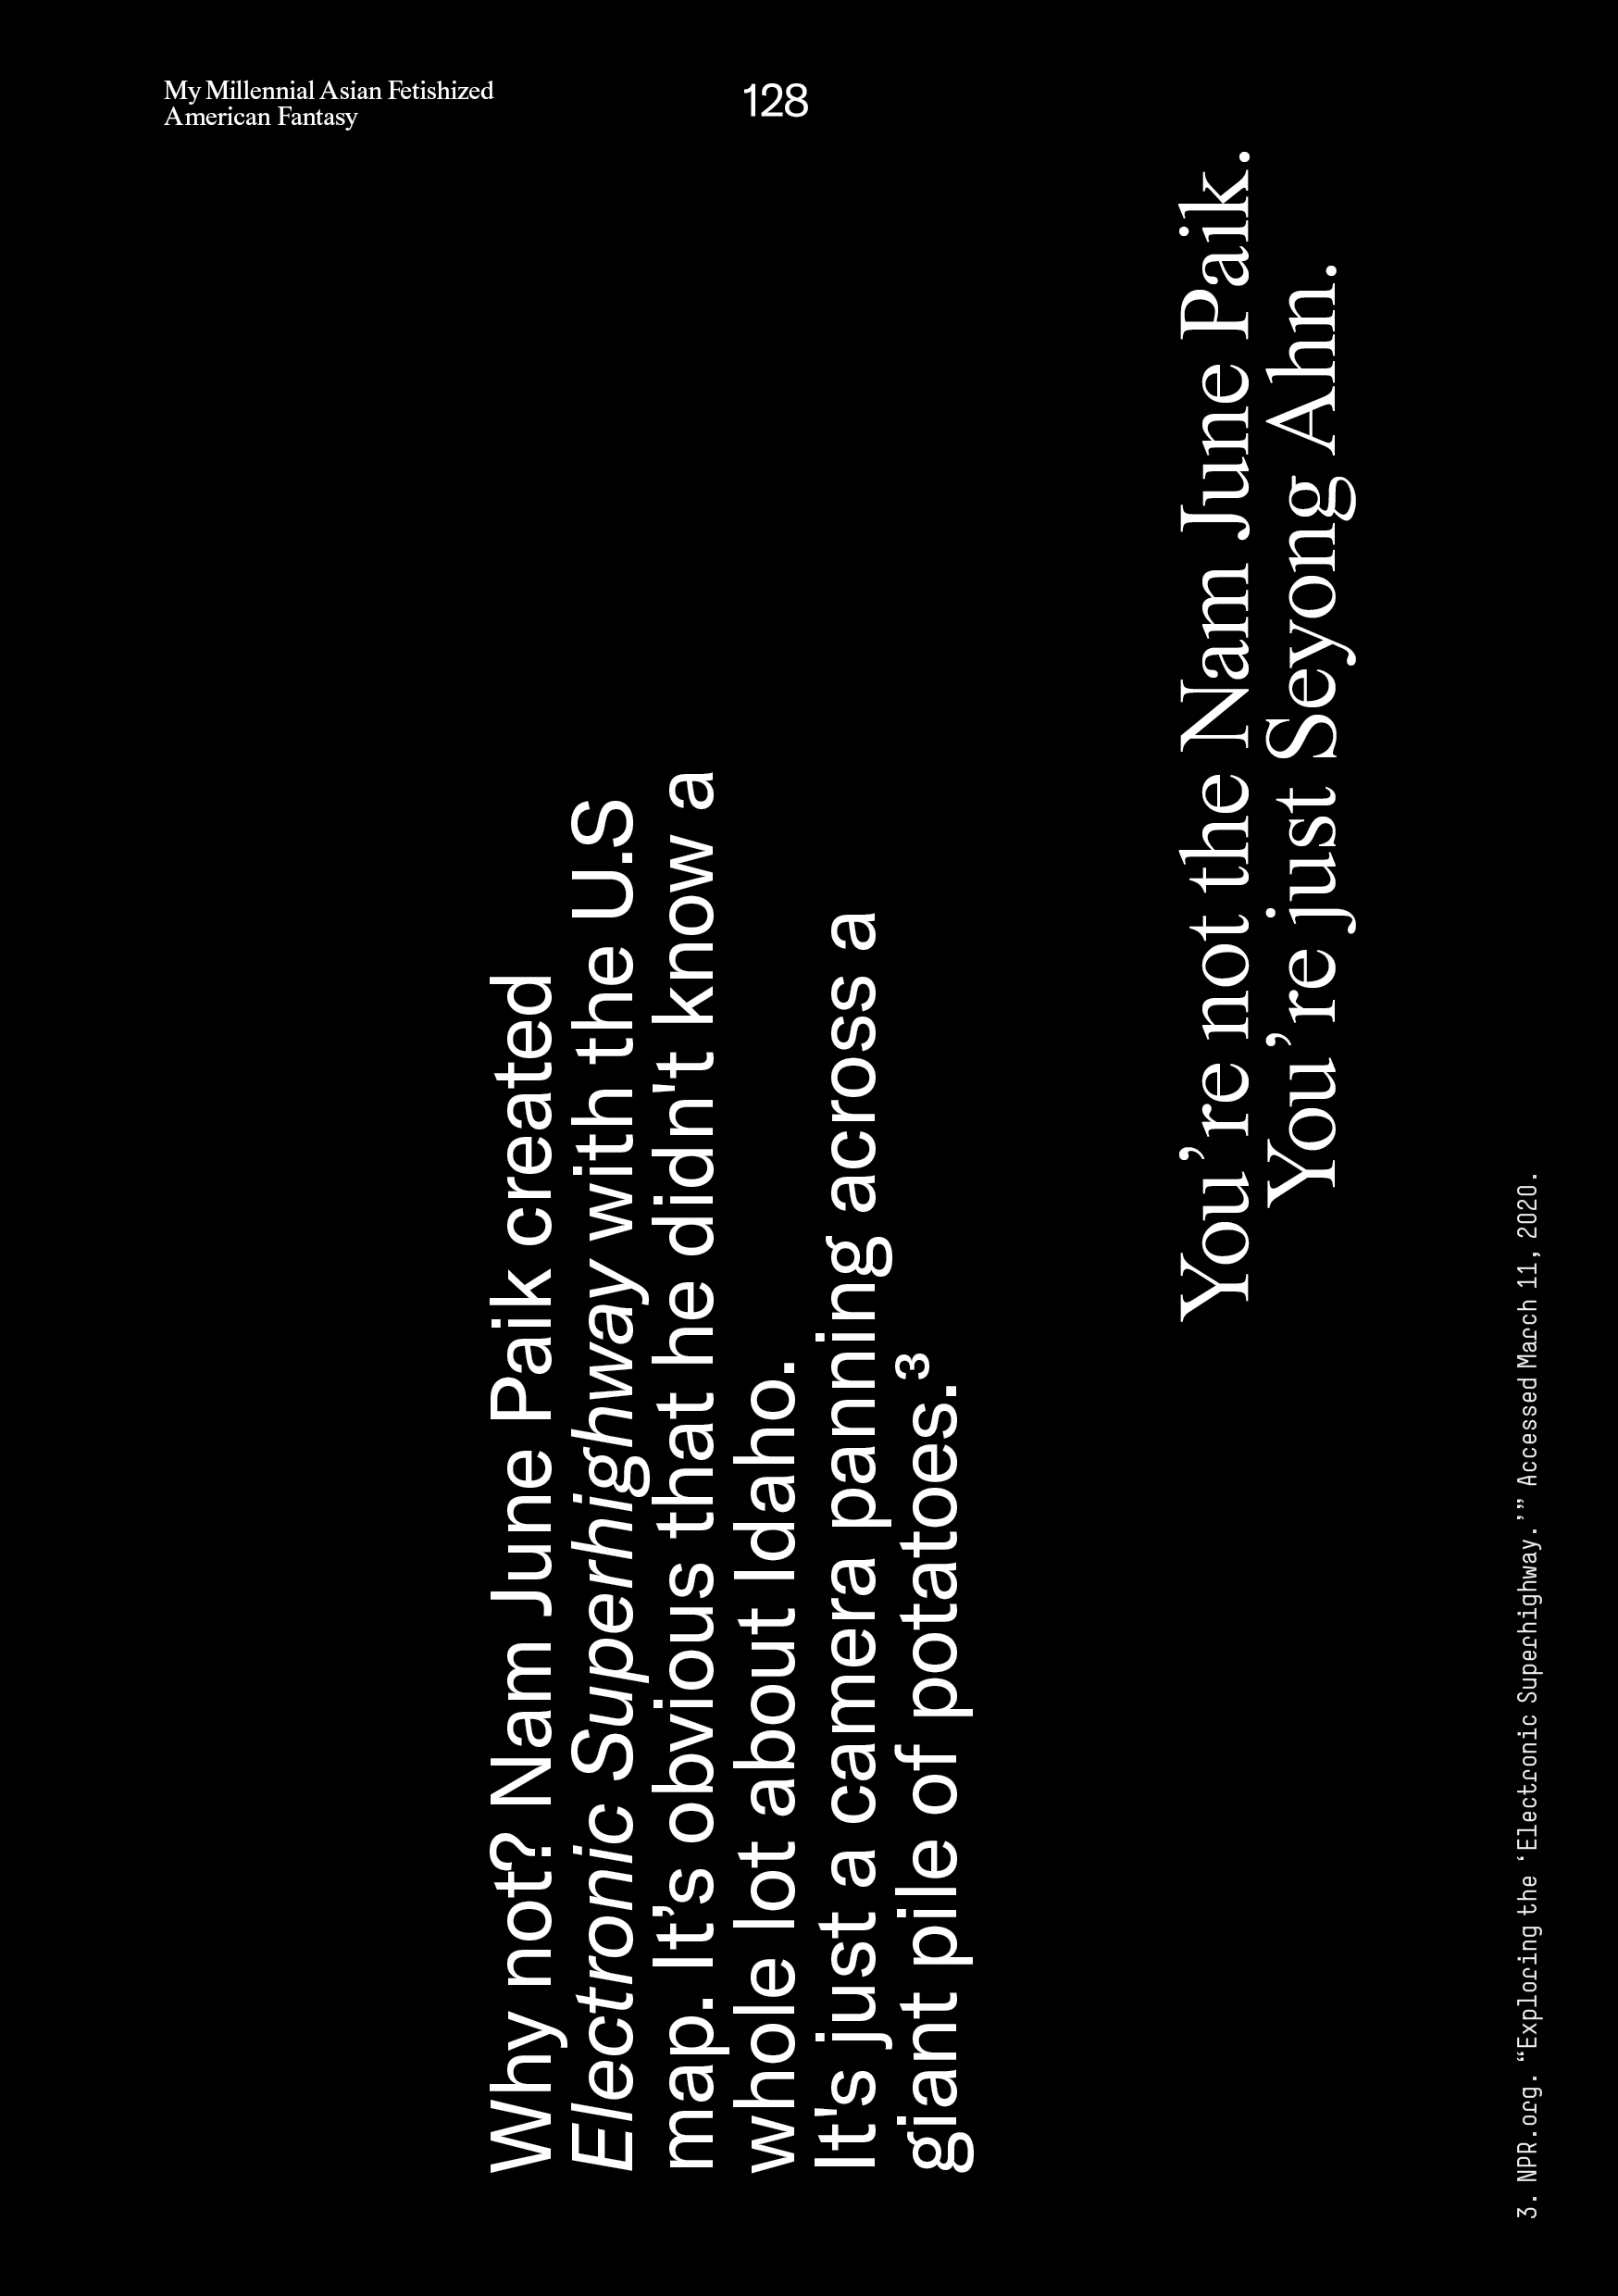 My Millennial Asian Fetishized
American Fantasy
128
Why not? Nam June Paik created
Electronic Superhighway with the U.S
map. It’s obvious that he didn't know a
whole lot about Idaho.
It's just a camera panning across a
giant pile of potatoes.³
You’re not the Nam June Paik.
You’re just Seyong Ahn.
3. NPR.org. “Exploring the ‘Electronic Superhighway.’” Accessed March 11, 2020.